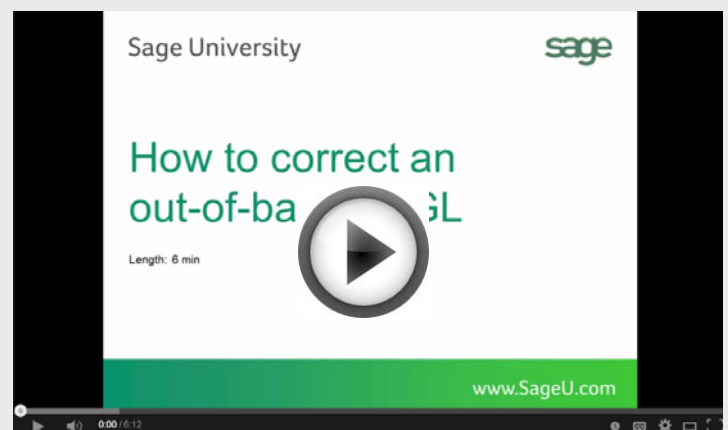 Sage University
sage
How to correct an
out-of-ba GL
Length: 6 min
www.SageU.com
0:00 / 6:12